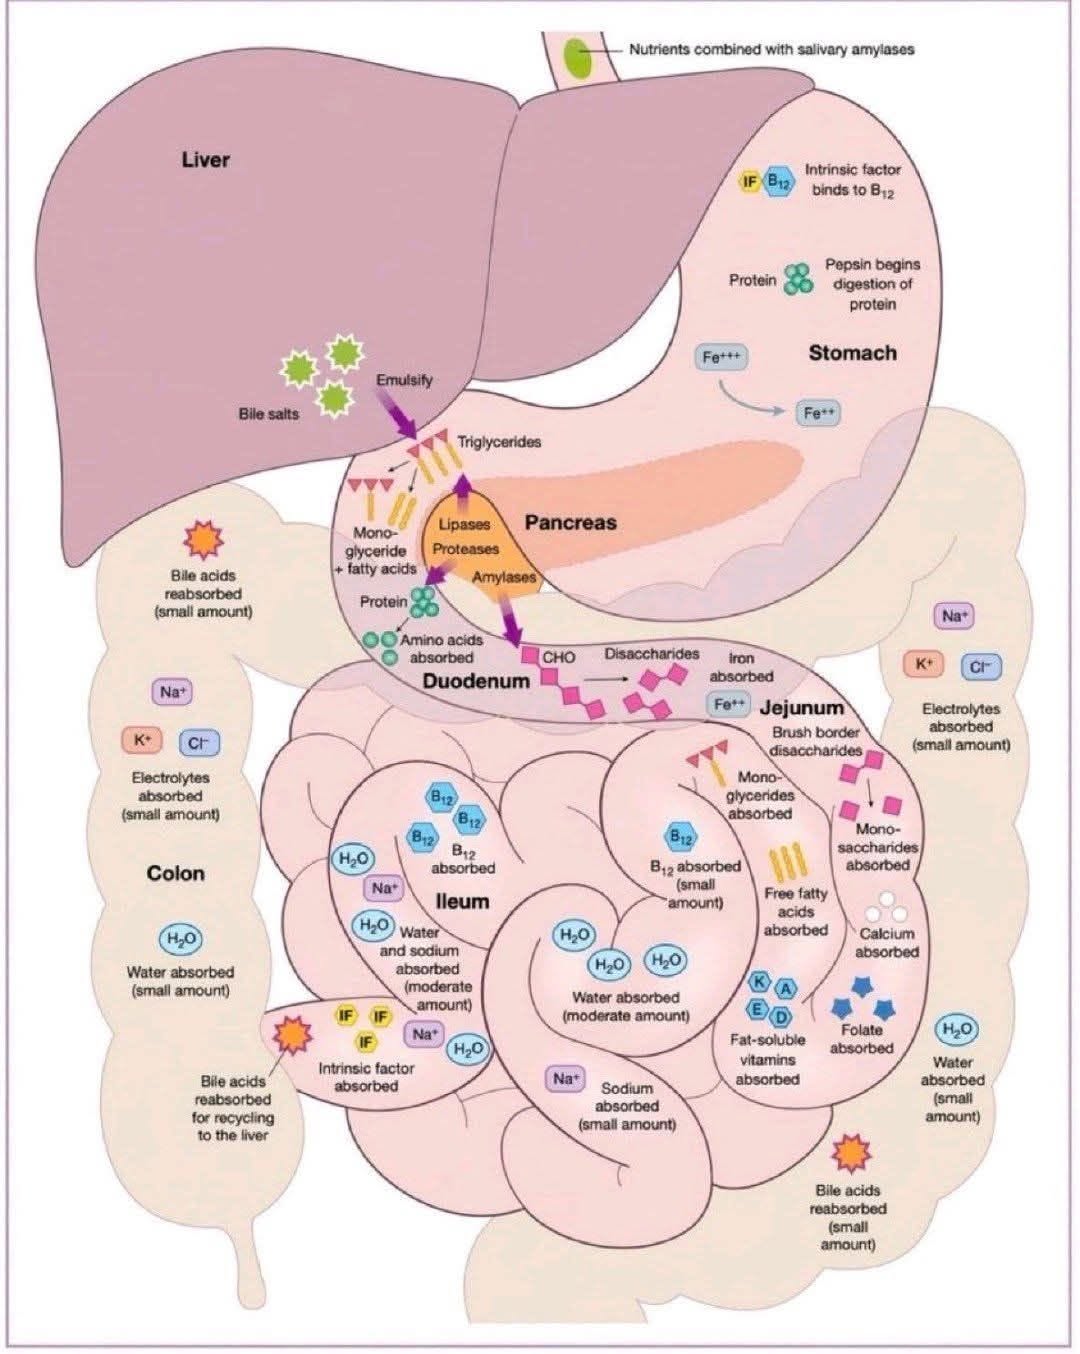 Nutrients combined with salivary amylases
Liver
IF
B12
Intrinsic factor
binds to B12
Protein
Pepsin begins
digestion of
protein
Fe+++
Stomach
Fe++
Bile salts
Emulsify
Triglycerides
Mono-
glyceride
+ fatty acids
Lipases
Proteases
Amylases
Pancreas
Protein
Amino acids
absorbed
CHO
Disaccharides
Iron
absorbed
Fe++
Duodenum
Jejunum
Bile acids
reabsorbed
(small amount)
Na+
K+
Cl−
Electrolytes
absorbed
(small amount)
Colon
H2O
Water absorbed
(small amount)
Bile acids
reabsorbed
for recycling
to the liver
B12
B12
B12
B12
absorbed
H2O
Na+
H2O
Ileum
Water
and sodium
absorbed
(moderate
amount)
IF
IF
IF
Na+
H2O
Intrinsic factor
absorbed
H2O
H2O
H2O
Water absorbed
(moderate amount)
Na+
Sodium
absorbed
(small amount)
B12
B12 absorbed
(small
amount)
Mono-
glycerides
absorbed
Free fatty
acids
absorbed
K
A
E
D
Fat-soluble
vitamins
absorbed
Brush border
disaccharides
Mono-
saccharides
absorbed
Calcium
absorbed
Folate
absorbed
Na+
K+
Cl−
Electrolytes
absorbed
(small amount)
H2O
Water
absorbed
(small
amount)
Bile acids
reabsorbed
(small
amount)